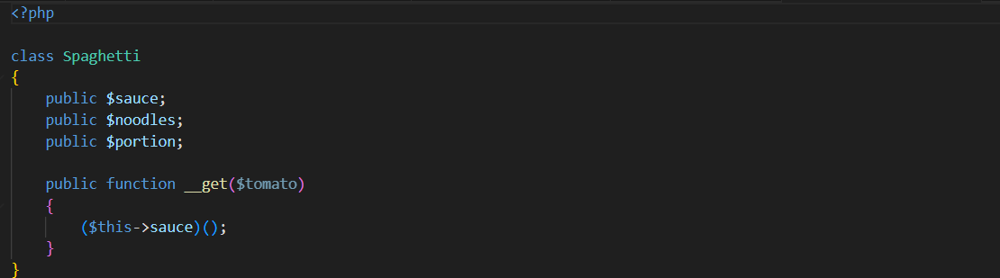 <?php
class Spaghetti
{
public $sauce;
public $noodles;
public $portion;
public function __get($tomato)
{
($this->sauce)();
}
}